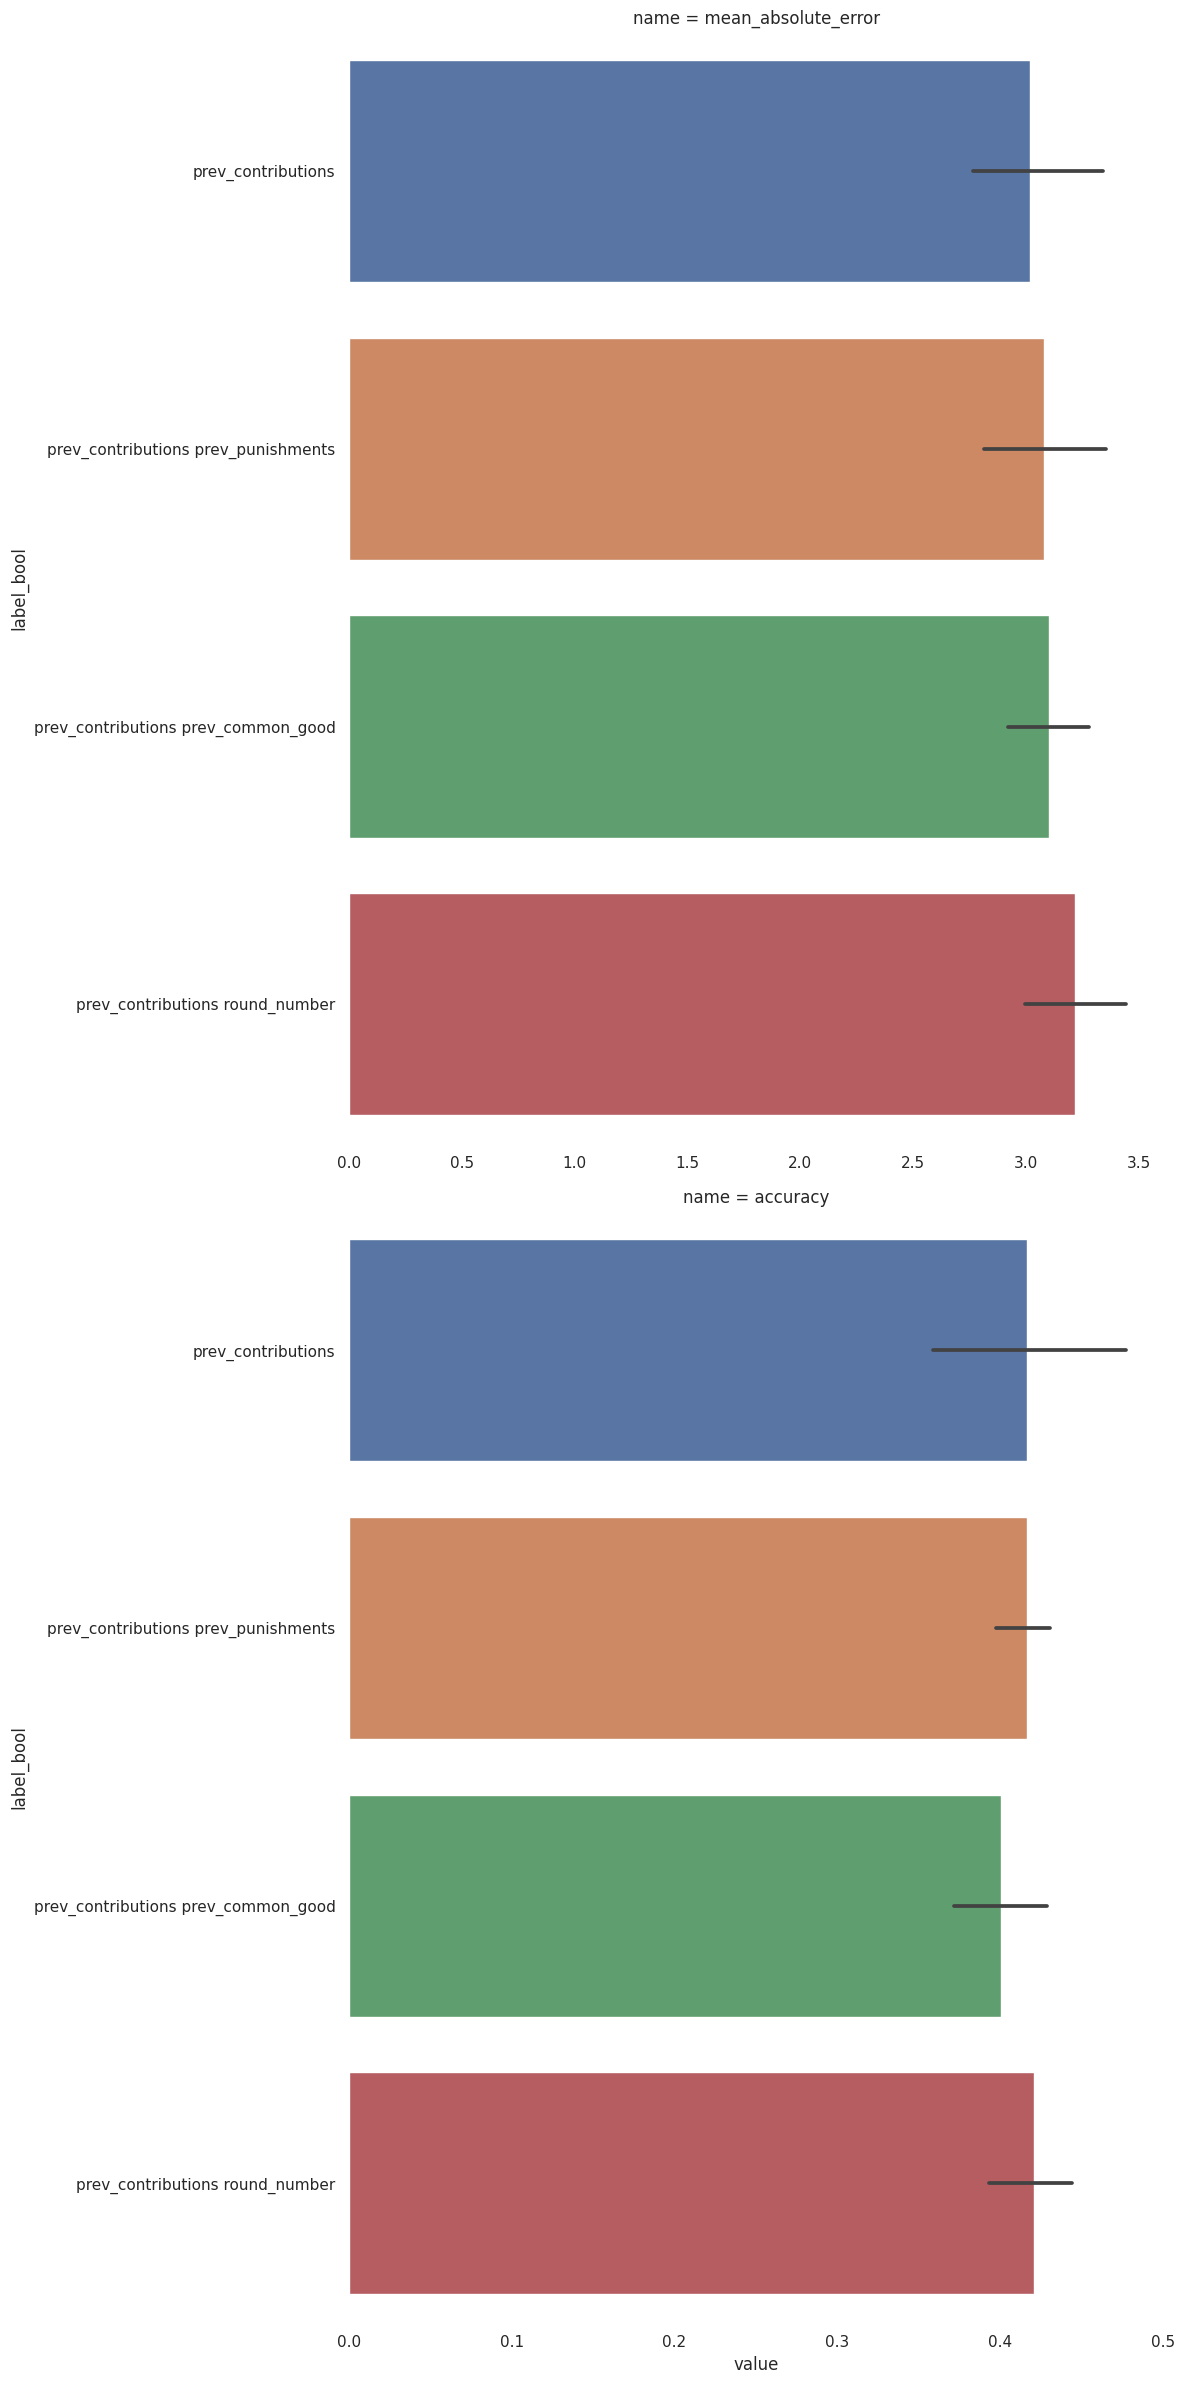 name = mean_absolute_error
prev_contributions
prev_contributions prev_punishments
label_bool
prev_contributions prev_common_good
prev_contributions round_number
0.0 0.5 1.0 1.5 2.0 2.5 3.0 3.5
name = accuracy
prev_contributions
prev_contributions prev_punishments
label_bool
prev_contributions prev_common_good
prev_contributions round_number
0.0 0.1 0.2 0.3 0.4 0.5
value